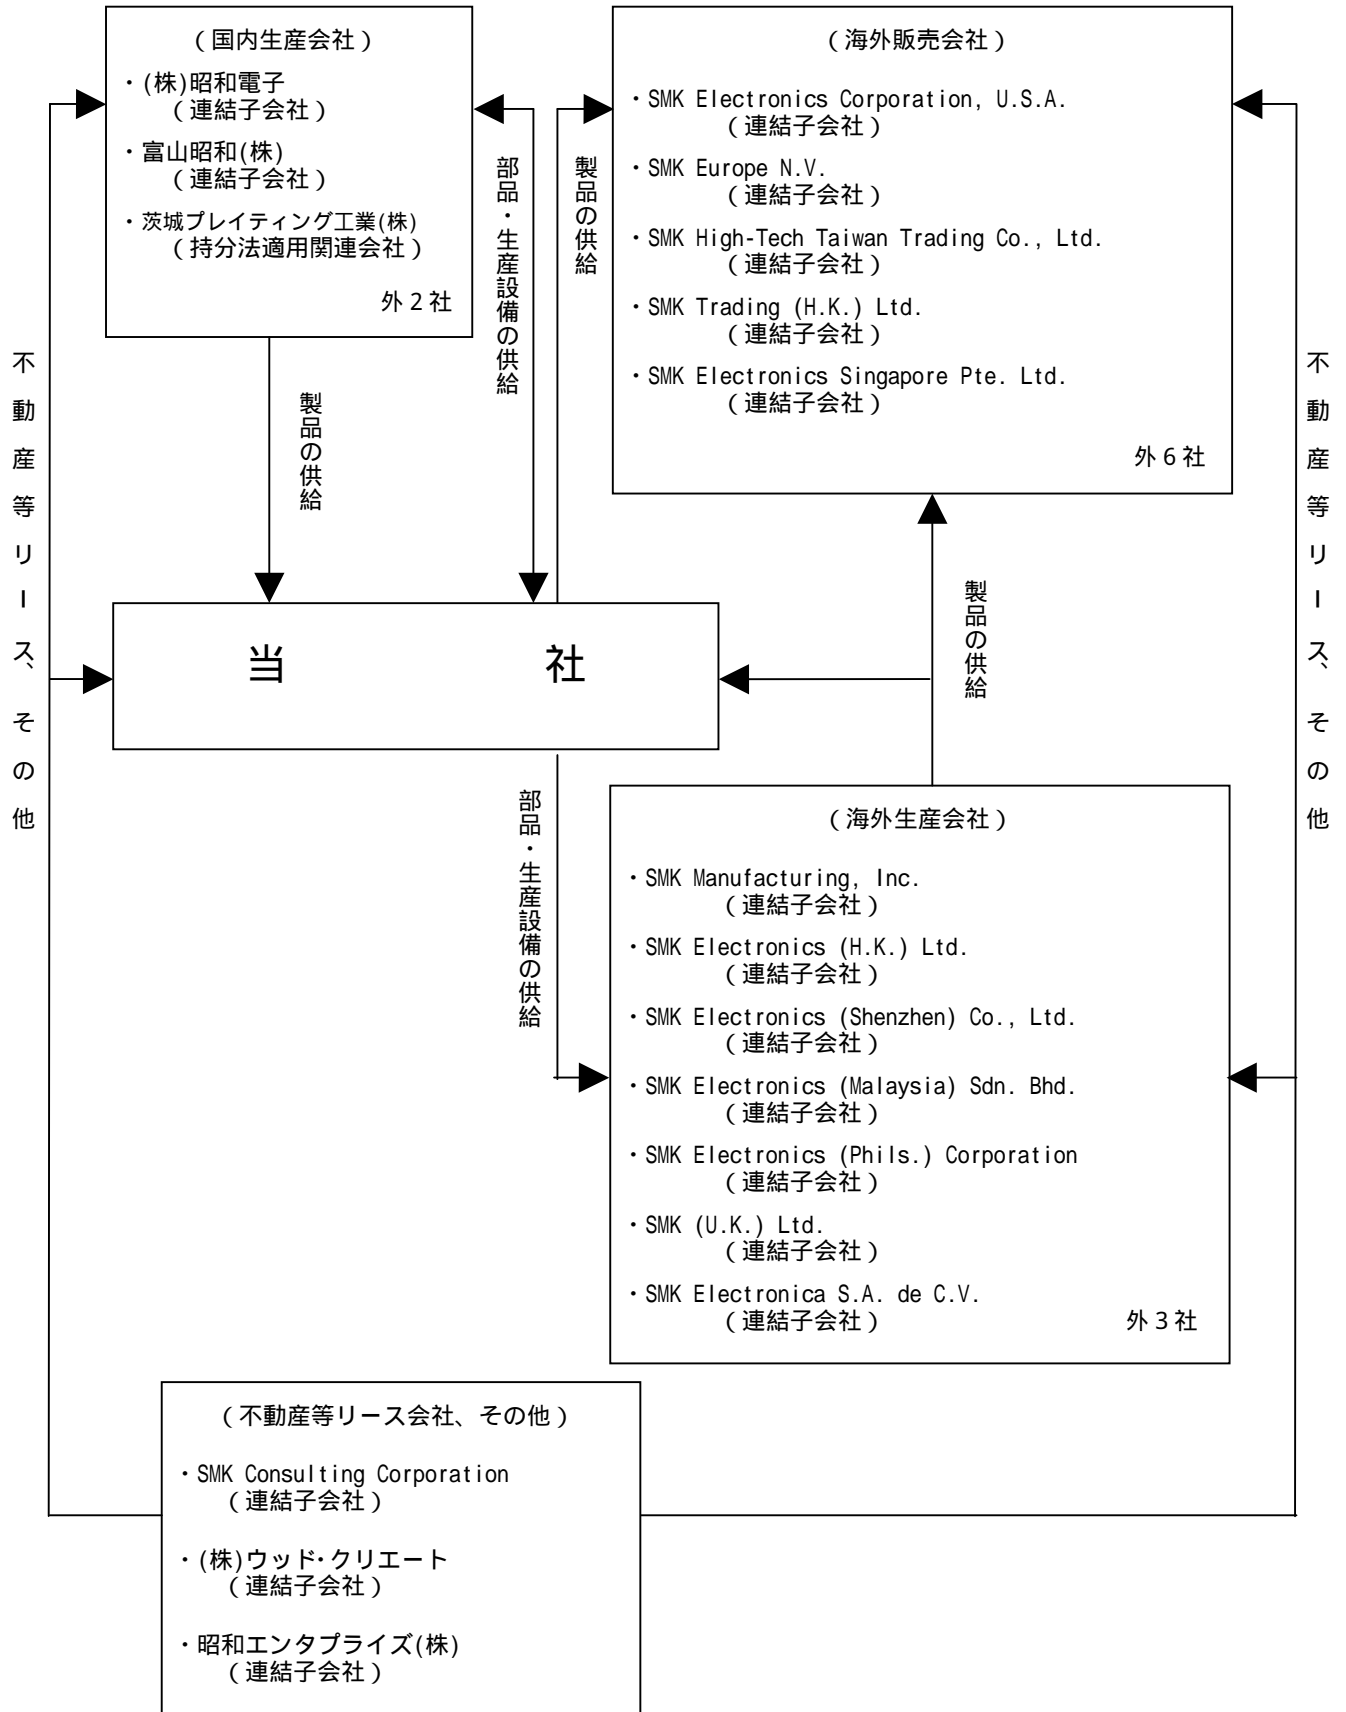 (国内生産会社)
・(株)昭和電子
(連結子会社)
・富山昭和(株)
(連結子会社)
・茨城プレイティング工業(株)
(持分法適用関連会社)
外2社
部品・生産設備の供給
製品の供給
(海外販売会社)
・SMK Electronics Corporation, U.S.A.
(連結子会社)
・SMK Europe N.V.
(連結子会社)
・SMK High-Tech Taiwan Trading Co., Ltd.
(連結子会社)
・SMK Trading (H.K.) Ltd.
(連結子会社)
・SMK Electronics Singapore Pte. Ltd.
(連結子会社)
外6社
不動産等リース、その他
製品の供給
不動産等リース、その他
当社
製品の供給
部品・生産設備の供給
(海外生産会社)
・SMK Manufacturing, Inc.
(連結子会社)
・SMK Electronics (H.K.) Ltd.
(連結子会社)
・SMK Electronics (Shenzhen) Co., Ltd.
(連結子会社)
・SMK Electronics (Malaysia) Sdn. Bhd.
(連結子会社)
・SMK Electronics (Phils.) Corporation
(連結子会社)
・SMK (U.K.) Ltd.
(連結子会社)
・SMK Electronica S.A. de C.V.
(連結子会社) 外3社
(不動産等リース会社、その他)
・SMK Consulting Corporation
(連結子会社)
・(株)ウッド・クリエート
(連結子会社)
・昭和エンタプライズ(株)
(連結子会社)